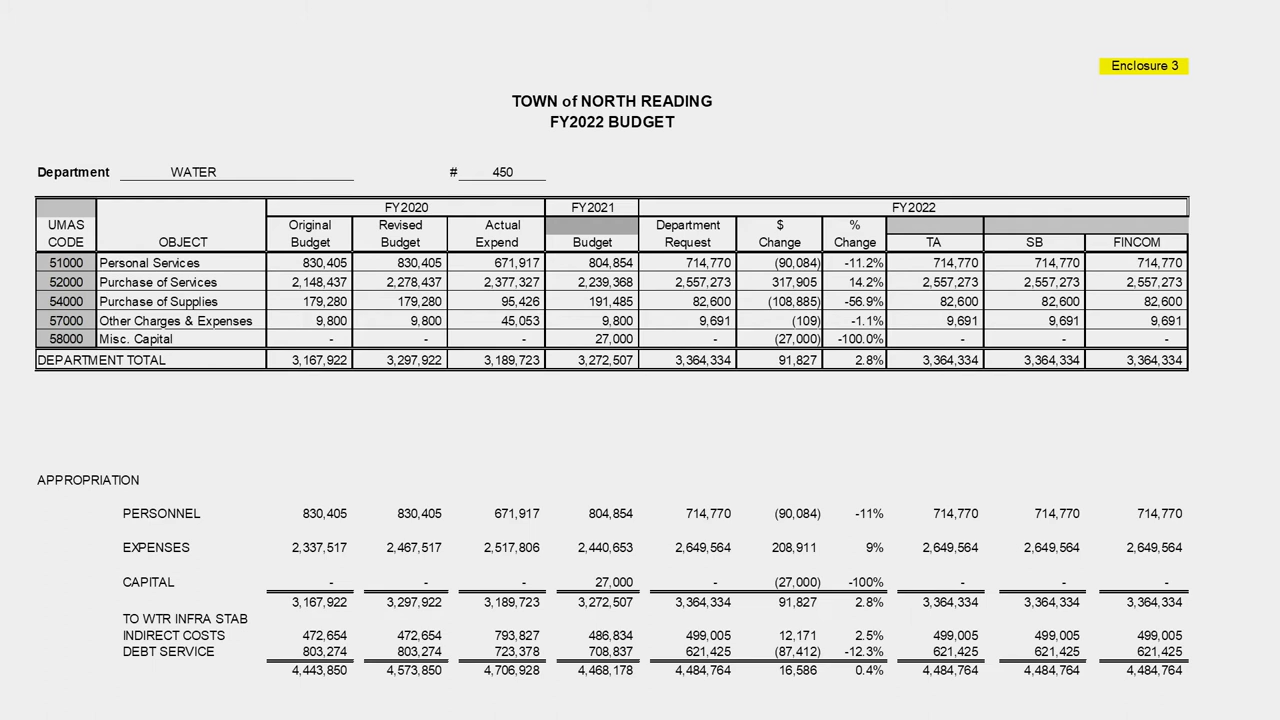 Enclosure 3
TOWN of NORTH READING
FY2022 BUDGET
Department WATER # 450
FY2020 FY2021 FY2022
UMAS Original Revised Actual Department $ %
CODE OBJECT Budget Budget Expend Budget Request Change Change TA SB FINCOM
51000 Personal Services 830,405 830,405 671,917 804,854 714,770 (90,084) -11.2% 714,770 714,770 714,770
52000 Purchase of Services 2,148,437 2,278,437 2,377,327 2,239,368 2,557,273 317,905 14.2% 2,557,273 2,557,273 2,557,273
54000 Purchase of Supplies 179,280 179,280 95,426 191,485 82,600 (108,885) -56.9% 82,600 82,600 82,600
57000 Other Charges & Expenses 9,800 9,800 45,053 9,800 9,691 (109) -1.1% 9,691 9,691 9,691
58000 Misc. Capital - - - 27,000 - (27,000) -100.0% - - -
DEPARTMENT TOTAL 3,167,922 3,297,922 3,189,723 3,272,507 3,364,334 91,827 2.8% 3,364,334 3,364,334 3,364,334
APPROPRIATION
PERSONNEL 830,405 830,405 671,917 804,854 714,770 (90,084) -11% 714,770 714,770 714,770
EXPENSES 2,337,517 2,467,517 2,517,806 2,440,653 2,649,564 208,911 9% 2,649,564 2,649,564 2,649,564
CAPITAL - - - 27,000 - (27,000) -100% - - -
3,167,922 3,297,922 3,189,723 3,272,507 3,364,334 91,827 2.8% 3,364,334 3,364,334 3,364,334
TO WTR INFRA STAB
INDIRECT COSTS 472,654 472,654 793,827 486,834 499,005 12,171 2.5% 499,005 499,005 499,005
DEBT SERVICE 803,274 803,274 723,378 708,837 621,425 (87,412) -12.3% 621,425 621,425 621,425
4,443,850 4,573,850 4,706,928 4,468,178 4,484,764 16,586 0.4% 4,484,764 4,484,764 4,484,764